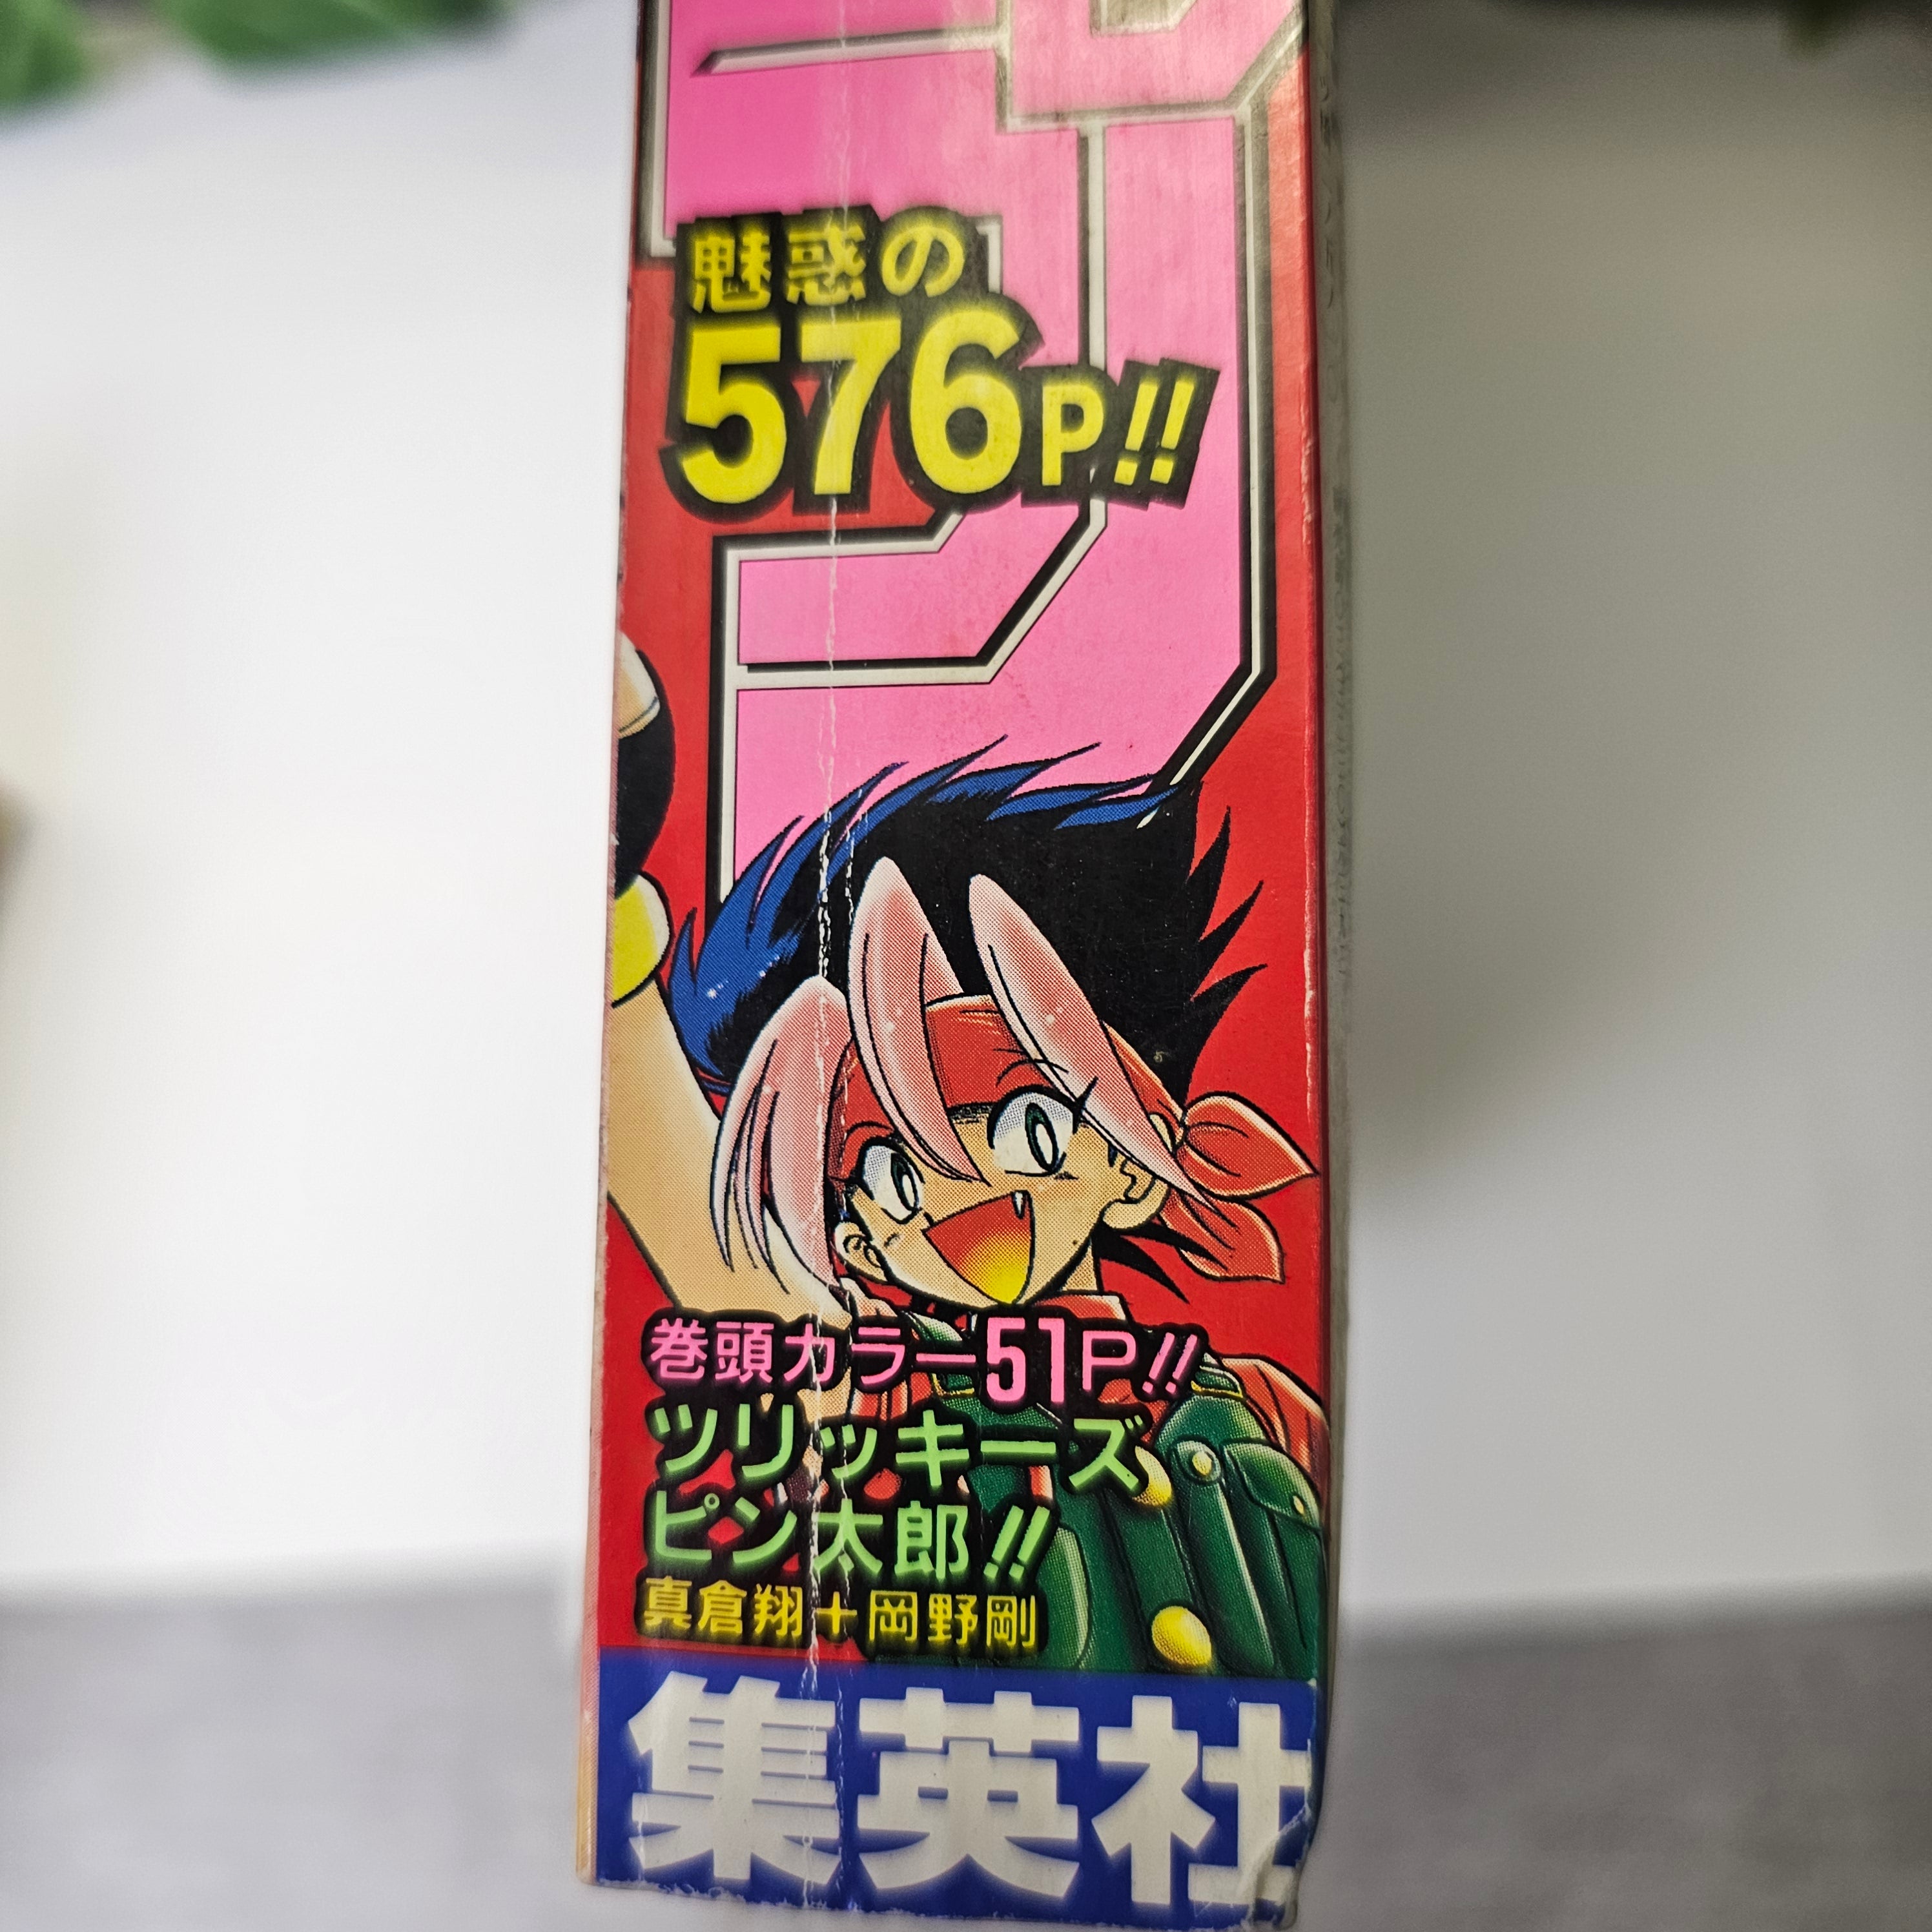 魅惑の
576P!!
巻頭カラー51P!!
ツリッキーズ
ピン太郎!!
真倉翔+岡野剛
集英社